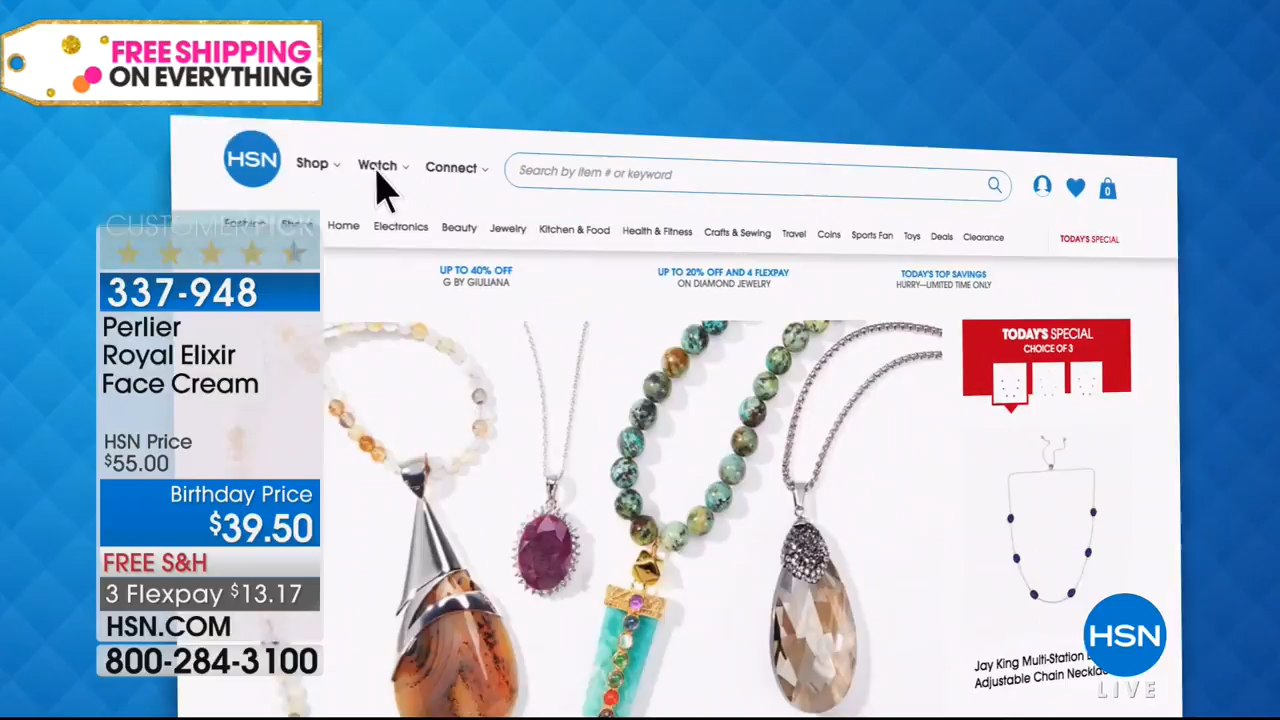 FREE SHIPPING
ON EVERYTHING
HSN
Shop
Watch
Connect
Search by item # or keyword
0
Fashion
Home
Electronics
Beauty
Jewelry
Kitchen & Food
Health & Fitness
Crafts & Sewing
Travel
Coins
Sports Fan
Toys
Deals
Clearance
TODAY'S SPECIAL
UP TO 40% OFF
G BY GIULIANA
UP TO 20% OFF AND 4 FLEXPAY
ON DIAMOND JEWELRY
TODAY'S TOP SAVINGS
HURRY—LIMITED TIME ONLY
CUSTOMER PICK
337-948
Perlier
Royal Elixir
Face Cream
HSN Price
$55.00
Birthday Price
$39.50
FREE S&H
3 Flexpay $13.17
HSN.COM
800-284-3100
TODAY'S SPECIAL
CHOICE OF 3
Jay King Multi-Station
Adjustable Chain
HSN
LIVE